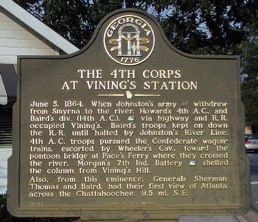 GEORGIA
1776
THE 4TH CORPS
AT VINING'S STATION
June 5, 1864. When Johnston's army withdrew
from Smyrna to the river, Howard's 4th A.C. and
Baird's div. (14th A.C.) via highway and R.R.
occupied Vining's. Baird's troops kept on down
the R.R. until halted by Johnston's River Line.
4th A.C. troops pursued the Confederate wagon-
trains, escorted by Wheeler's Cav., toward the
pontoon bridge at Pace's Ferry where they crossed
the river. Morgan's 7th Ind. Battery shelled
the column from Vining's Hill.
Also, from this eminence, Generals Sherman,
Thomas and Baird, had their first view of Atlanta
across the Chattahoochee, 9.5 mi. S.E.